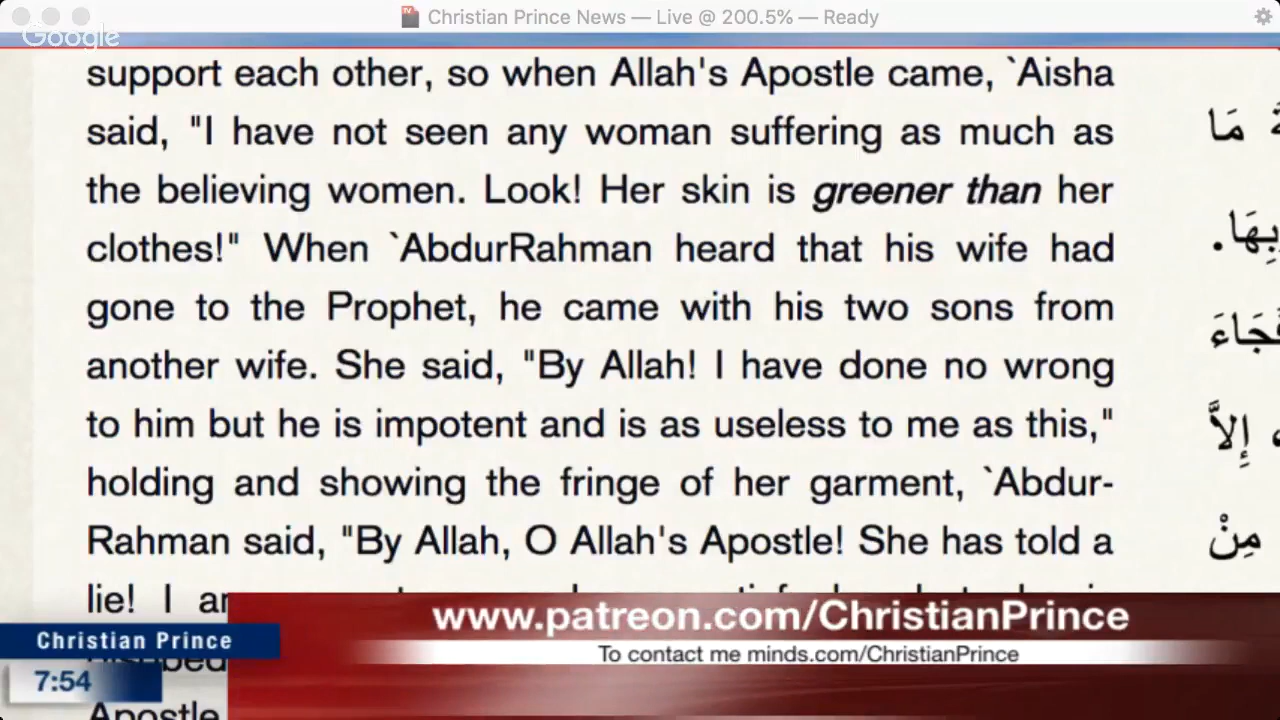 Christian Prince News — Live @ 200.5% — Ready
Google
support each other, so when Allah's Apostle came, `Aisha
said, "I have not seen any woman suffering as much as
the believing women. Look! Her skin is greener than her
clothes!" When `AbdurRahman heard that his wife had
gone to the Prophet, he came with his two sons from
another wife. She said, "By Allah! I have done no wrong
to him but he is impotent and is as useless to me as this,"
holding and showing the fringe of her garment, `Abdur-
Rahman said, "By Allah, O Allah's Apostle! She has told a
lie! I
Apostle
مَا
إِلاَّ
مِنْ
www.patreon.com/ChristianPrince
To contact me minds.com/ChristianPrince
Christian Prince
7:54